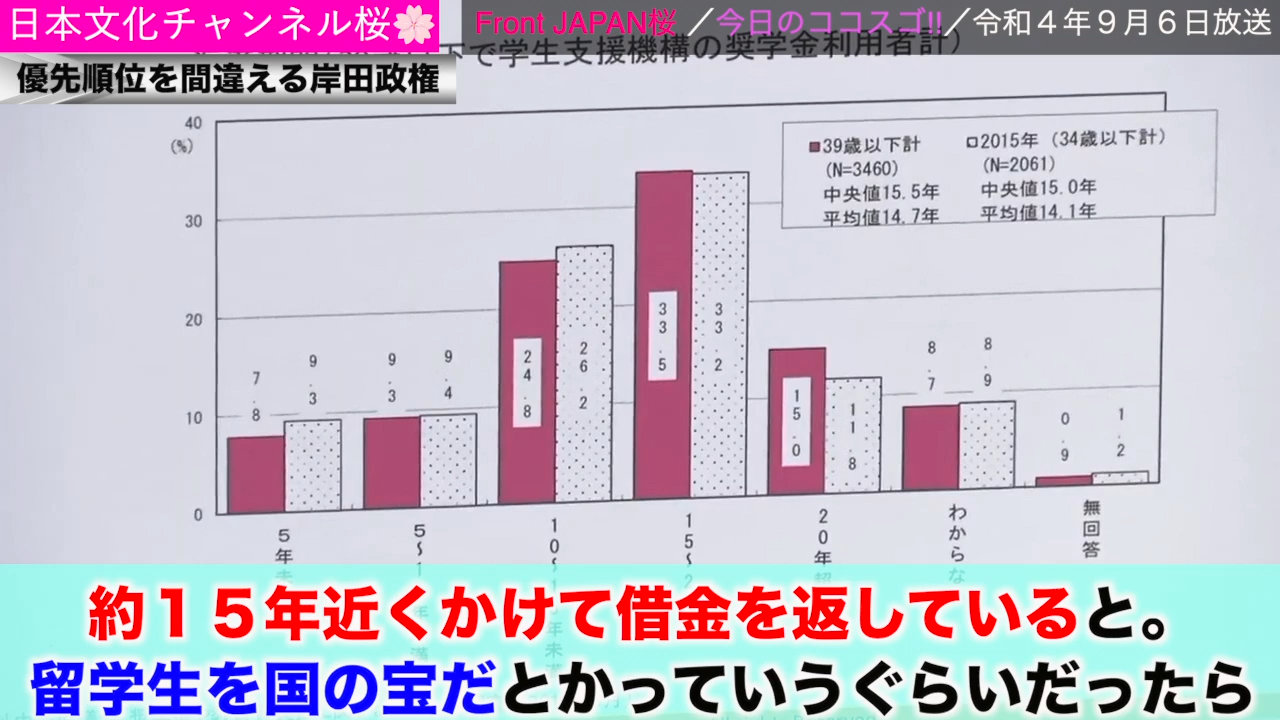 日本文化チャンネル桜🌸
Front JAPAN桜 ／今日のココスゴ!!／令和４年９月６日放送
優先順位を間違える岸田政権
下で学生支援機構の奨学金利用者計）
40
(%)
30
20
10
0
■39歳以下計
(N=3460)
中央値15.5年
平均値14.7年
2015年（34歳以下計）
(N=2061)
中央値15.0年
平均値14.1年
7.8
9.3
9.3
9.4
24.8
26.2
33.5
33.2
15.0
11.8
8.7
8.9
0.9
1.2
５年
５～
10～
15～
20年
わからな
無回答
約１５年近くかけて借金を返していると。
留学生を国の宝だとかっていうぐらいだったら